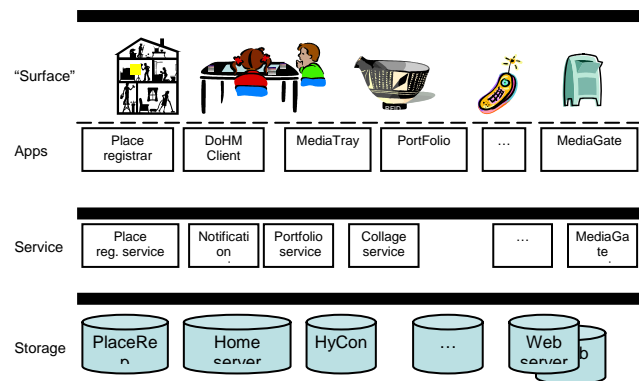 “Surface”
RFID
Apps
Place
registrar
DoHM
Client
MediaTray
PortFolio
…
MediaGate
Service
Place
reg. service
Notificati
on
Portfolio
service
Collage
service
…
MediaGa
te
Storage
PlaceRe
p
Home
server
HyCon
…
Web
server
b